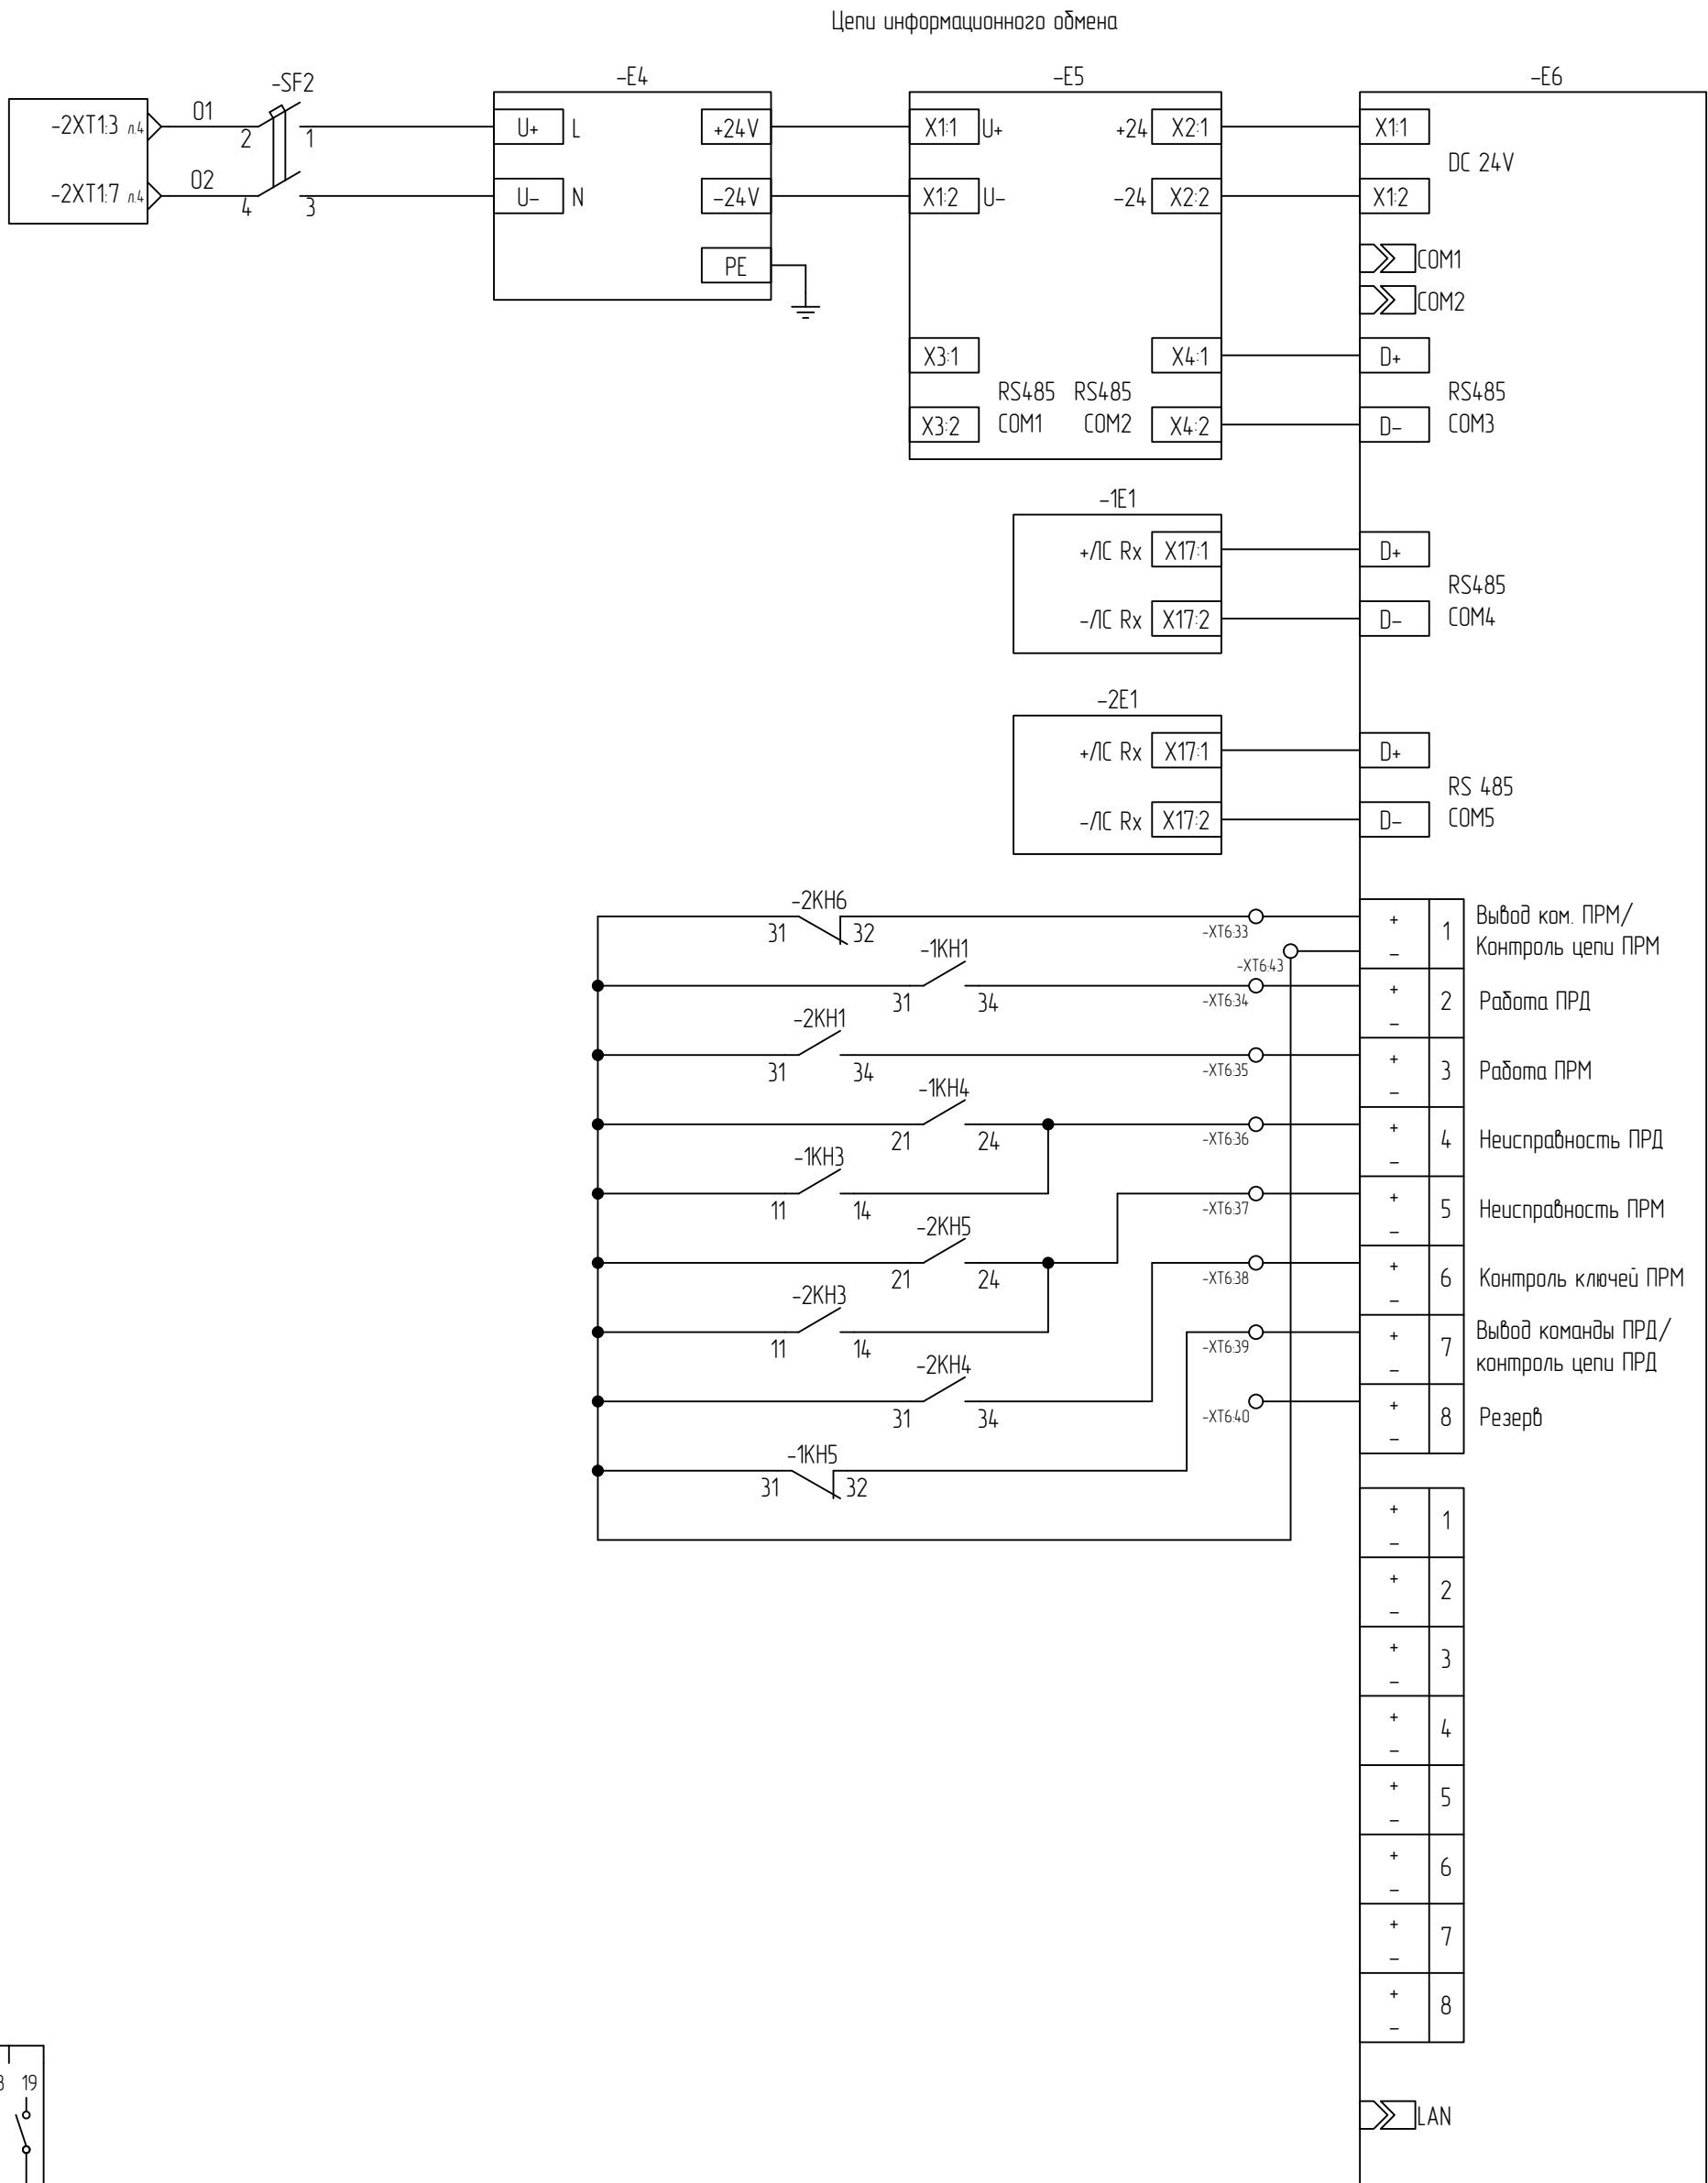 Цепи информационного обмена
-SF2
-E4
-E5
-E6
-2XT1:3 л.4
01
2
1
U+ L
+24V
X1:1 U+
+24 X2:1
X1:1
DC 24V
-2XT1:7 л.4
02
4
3
U- N
-24V
X1:2 U-
-24 X2:2
X1:2
PE
COM1
COM2
X3:1
X4:1
D+
RS485 RS485
RS485
X3:2
COM1 COM2
X4:2
D-
COM3
-1E1
+ЛС Rx X17:1
D+
RS485
-ЛС Rx X17:2
D-
COM4
-2E1
+ЛС Rx X17:1
D+
RS 485
-ЛС Rx X17:2
D-
COM5
-2KH6
31 32
-XT6:33
+
-
1
Вывод ком. ПРМ/
Контроль цепи ПРМ
-XT6:43
-1KH1
31 34
-XT6:34
+
-
2
Работа ПРД
-2KH1
31 34
-XT6:35
+
-
3
Работа ПРМ
-1KH4
21 24
-XT6:36
+
-
4
Неисправность ПРД
-1KH3
11 14
-XT6:37
+
-
5
Неисправность ПРМ
-2KH5
21 24
-XT6:38
+
-
6
Контроль ключей ПРМ
-2KH3
11 14
-XT6:39
+
-
7
Вывод команды ПРД/
контроль цепи ПРД
-2KH4
31 34
-XT6:40
+
-
8
Резерв
-1KH5
31 32
+
-
1
+
-
2
+
-
3
+
-
4
+
-
5
+
-
6
+
-
7
+
-
8
19
LAN